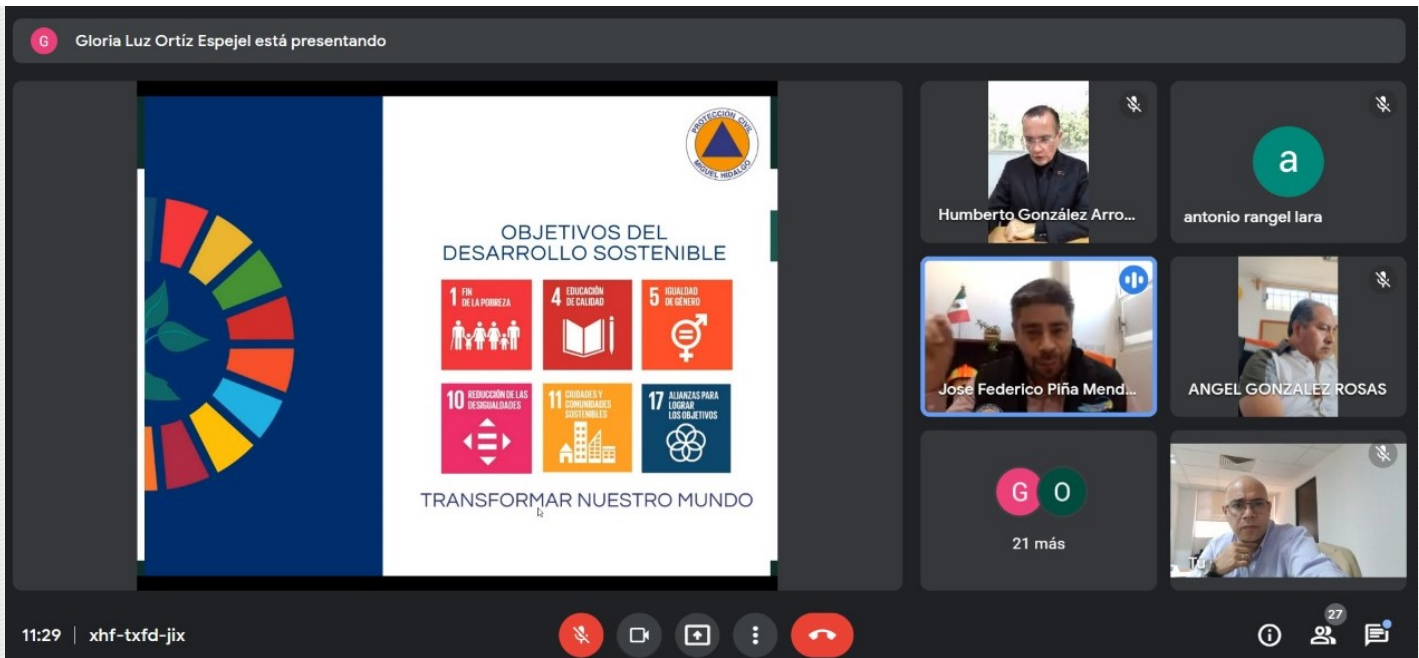 G
Gloria Luz Ortíz Espejel está presentando
PROTECCIÓN CIVIL
MIGUEL HIDALGO
OBJETIVOS DEL
DESARROLLO SOSTENIBLE
1 FIN
DE LA POBREZA
4 EDUCACIÓN
DE CALIDAD
5 IGUALDAD
DE GÉNERO
10 REDUCCIÓN DE LAS
DESIGUALDADES
11 CIUDADES Y
COMUNIDADES
SOSTENIBLES
17 ALIANZAS PARA
LOGRAR
LOS OBJETIVOS
TRANSFORMAR NUESTRO MUNDO
Humberto González Arro...
a
antonio rangel lara
Jose Federico Piña Mend...
ANGEL GONZALEZ ROSAS
G O
21 más
Tú
11:29 | xhf-txfd-jix
27